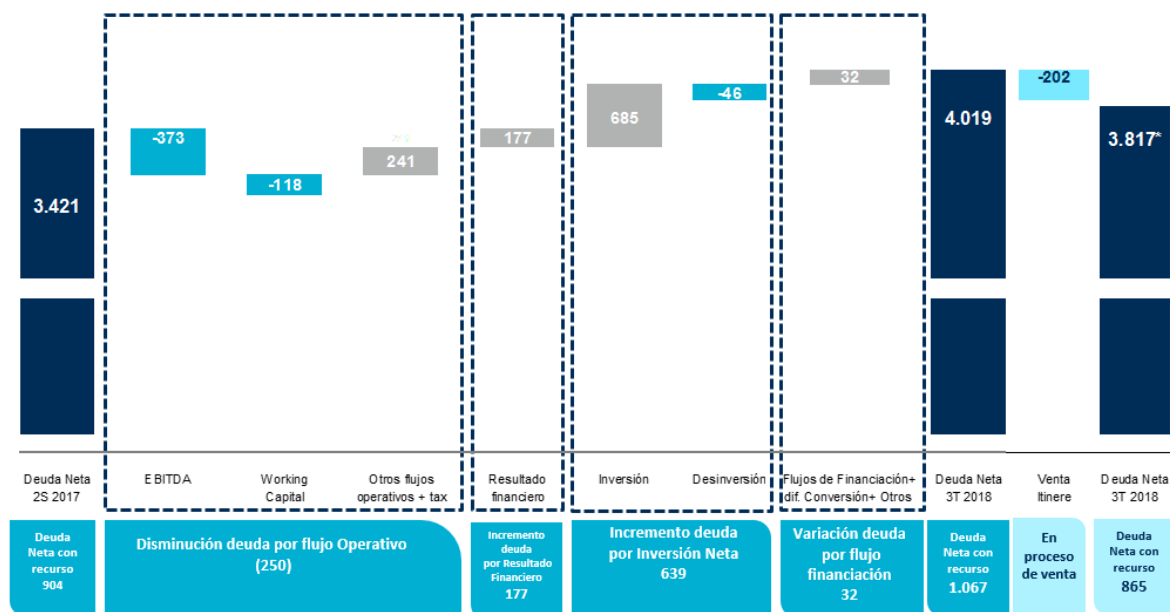 32
-202
-373
-46
685
4.019
3.817*
177
241
3.421
-118
Deuda Neta
2S 2017
EBITDA
Working
Capital
Otros flujos
operativos + tax
Resultado
financiero
Inversión
Desinversión
Flujos de Financiación+
dif. Conversión+ Otros
Deuda Neta
3T 2018
Venta
Itinere
Deuda Neta
3T 2018
Deuda
Neta con
recurso
904
Disminución deuda por flujo Operativo
(250)
Incremento
deuda
por Resultado
Financiero
177
Incremento deuda
por Inversión Neta
639
Variación deuda
por flujo
financiación
32
Deuda
Neta con
recurso
1.067
En
proceso
de venta
Deuda
Neta con
recurso
865